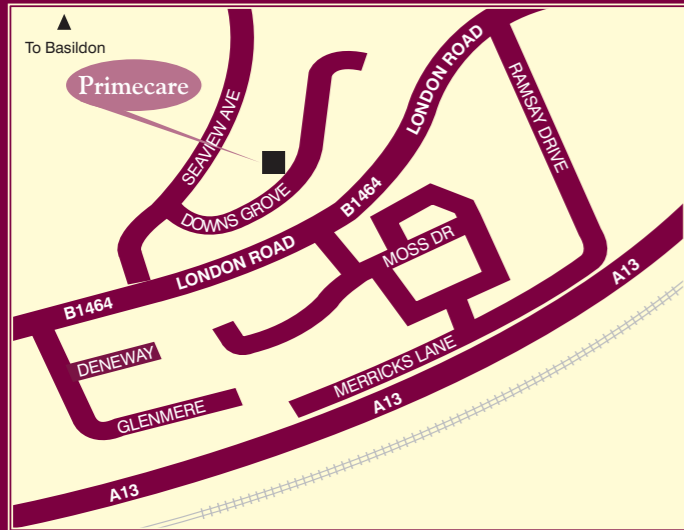 To Basildon
Primecare
SEAVIEW AVE
LONDON ROAD
RAMSAY DRIVE
DOWNS GROVE
B1464
MOSS DR
LONDON ROAD
B1464
A13
DENEWAY
MERRICKS LANE
GLENMERE
A13
A13